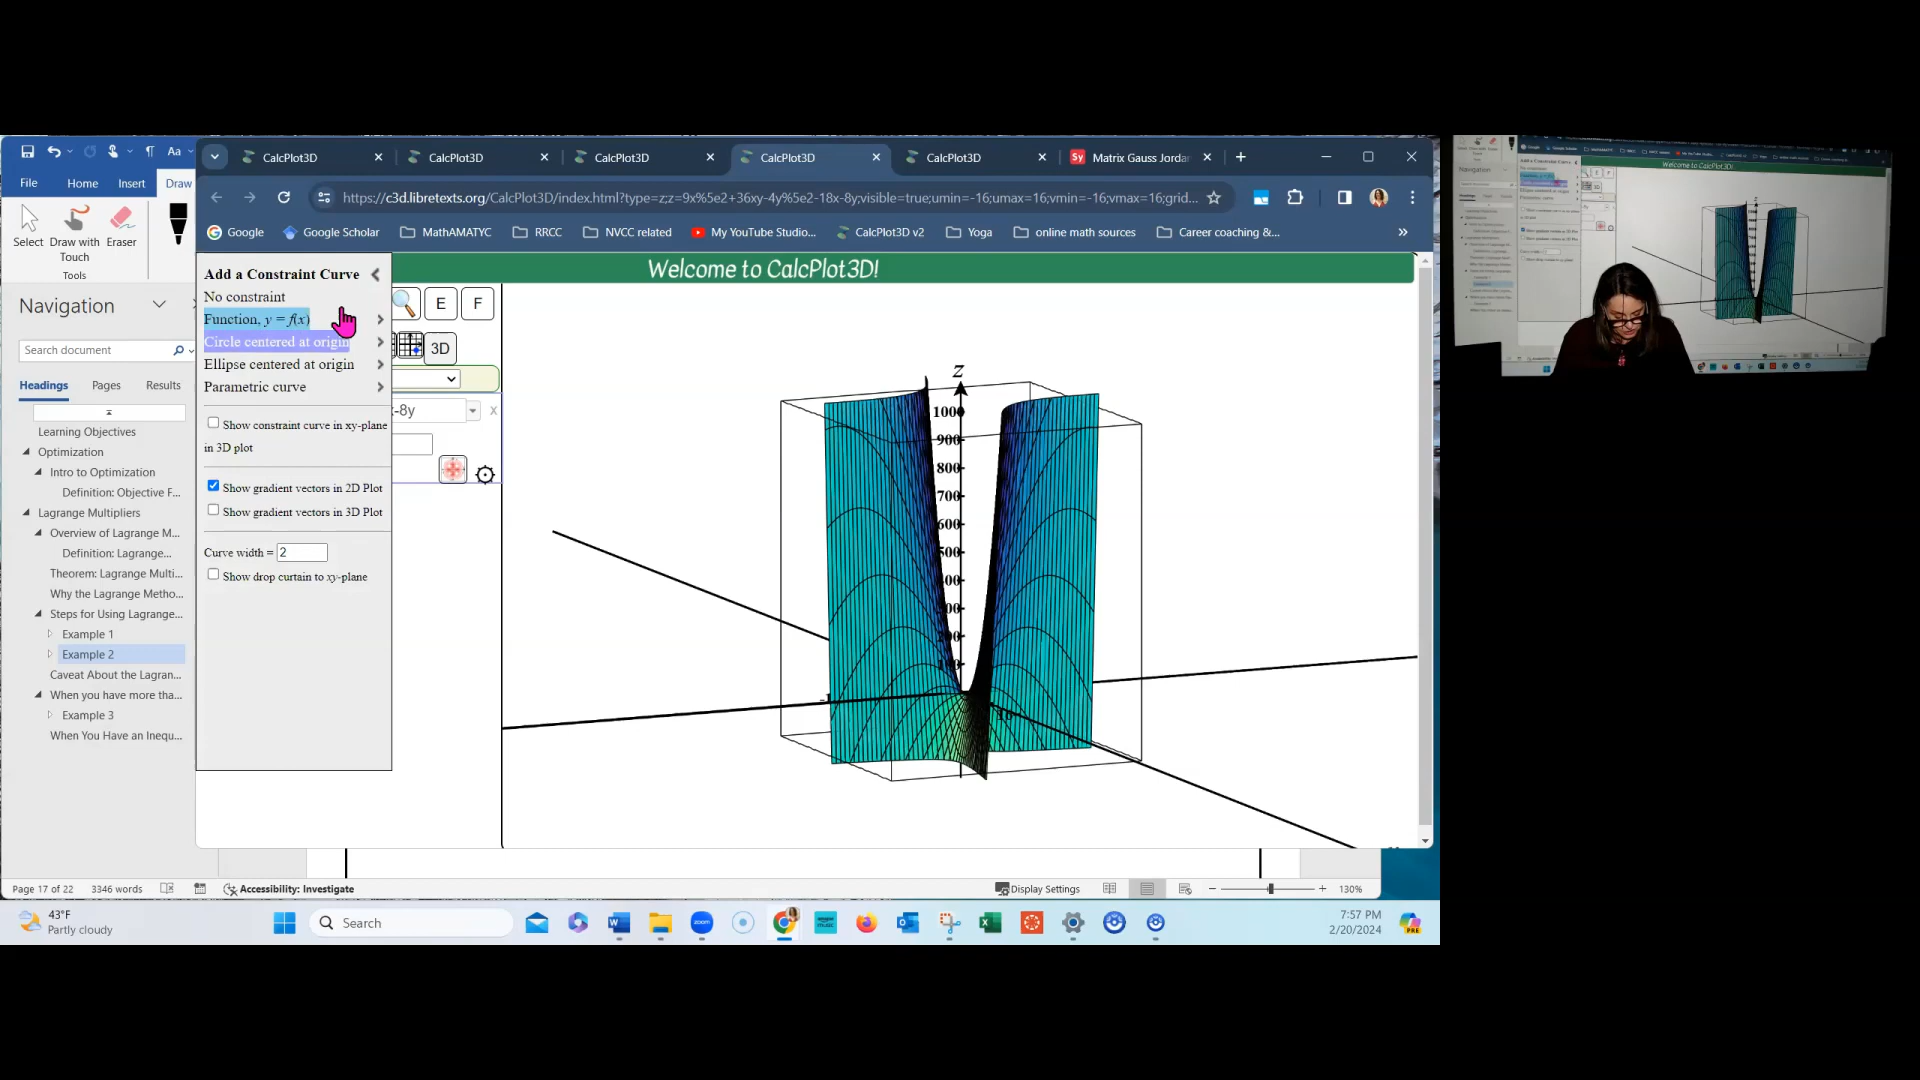 Aa
File
Home
Insert
Draw
Select
Draw with
Touch
Eraser
Tools
Navigation
Search document
Headings
Pages
Results
Learning Objectives
Optimization
Intro to Optimization
Definition: Objective F...
Lagrange Multipliers
Overview of Lagrange M...
Definition: Lagrange...
Theorem: Lagrange Multi...
Why the Lagrange Metho...
Steps for Using Lagrange...
Example 1
Example 2
Caveat About the Lagran...
When you have more tha...
Example 3
When You Have an Inequ...
CalcPlot3D
CalcPlot3D
CalcPlot3D
CalcPlot3D
CalcPlot3D
Sy
Matrix Gauss Jorda
https://c3d.libretexts.org/CalcPlot3D/index.html?type=z;z=9x%5e2+36xy-4y%5e2-18x-8y;visible=true;umin=-16;umax=16;vmin=-16;vmax=16;grid...
Google
Google Scholar
MathAMATYC
RRCC
NVCC related
My YouTube Studio...
CalcPlot3D v2
Yoga
online math sources
Career coaching &...
Welcome to CalcPlot3D!
Add a Constraint Curve
No constraint
Function, y = f(x)
Circle centered at origin
Ellipse centered at origin
Parametric curve
Show constraint curve in xy-plane
in 3D plot
Show gradient vectors in 2D Plot
Show gradient vectors in 3D Plot
Curve width = 2
Show drop curtain to xy-plane
E
F
3D
-8y
x
z
1000
900
800
700
600
500
400
Page 17 of 22
3346 words
Accessibility: Investigate
Display Settings
130%
43°F
Partly cloudy
Search
7:57 PM
2/20/2024